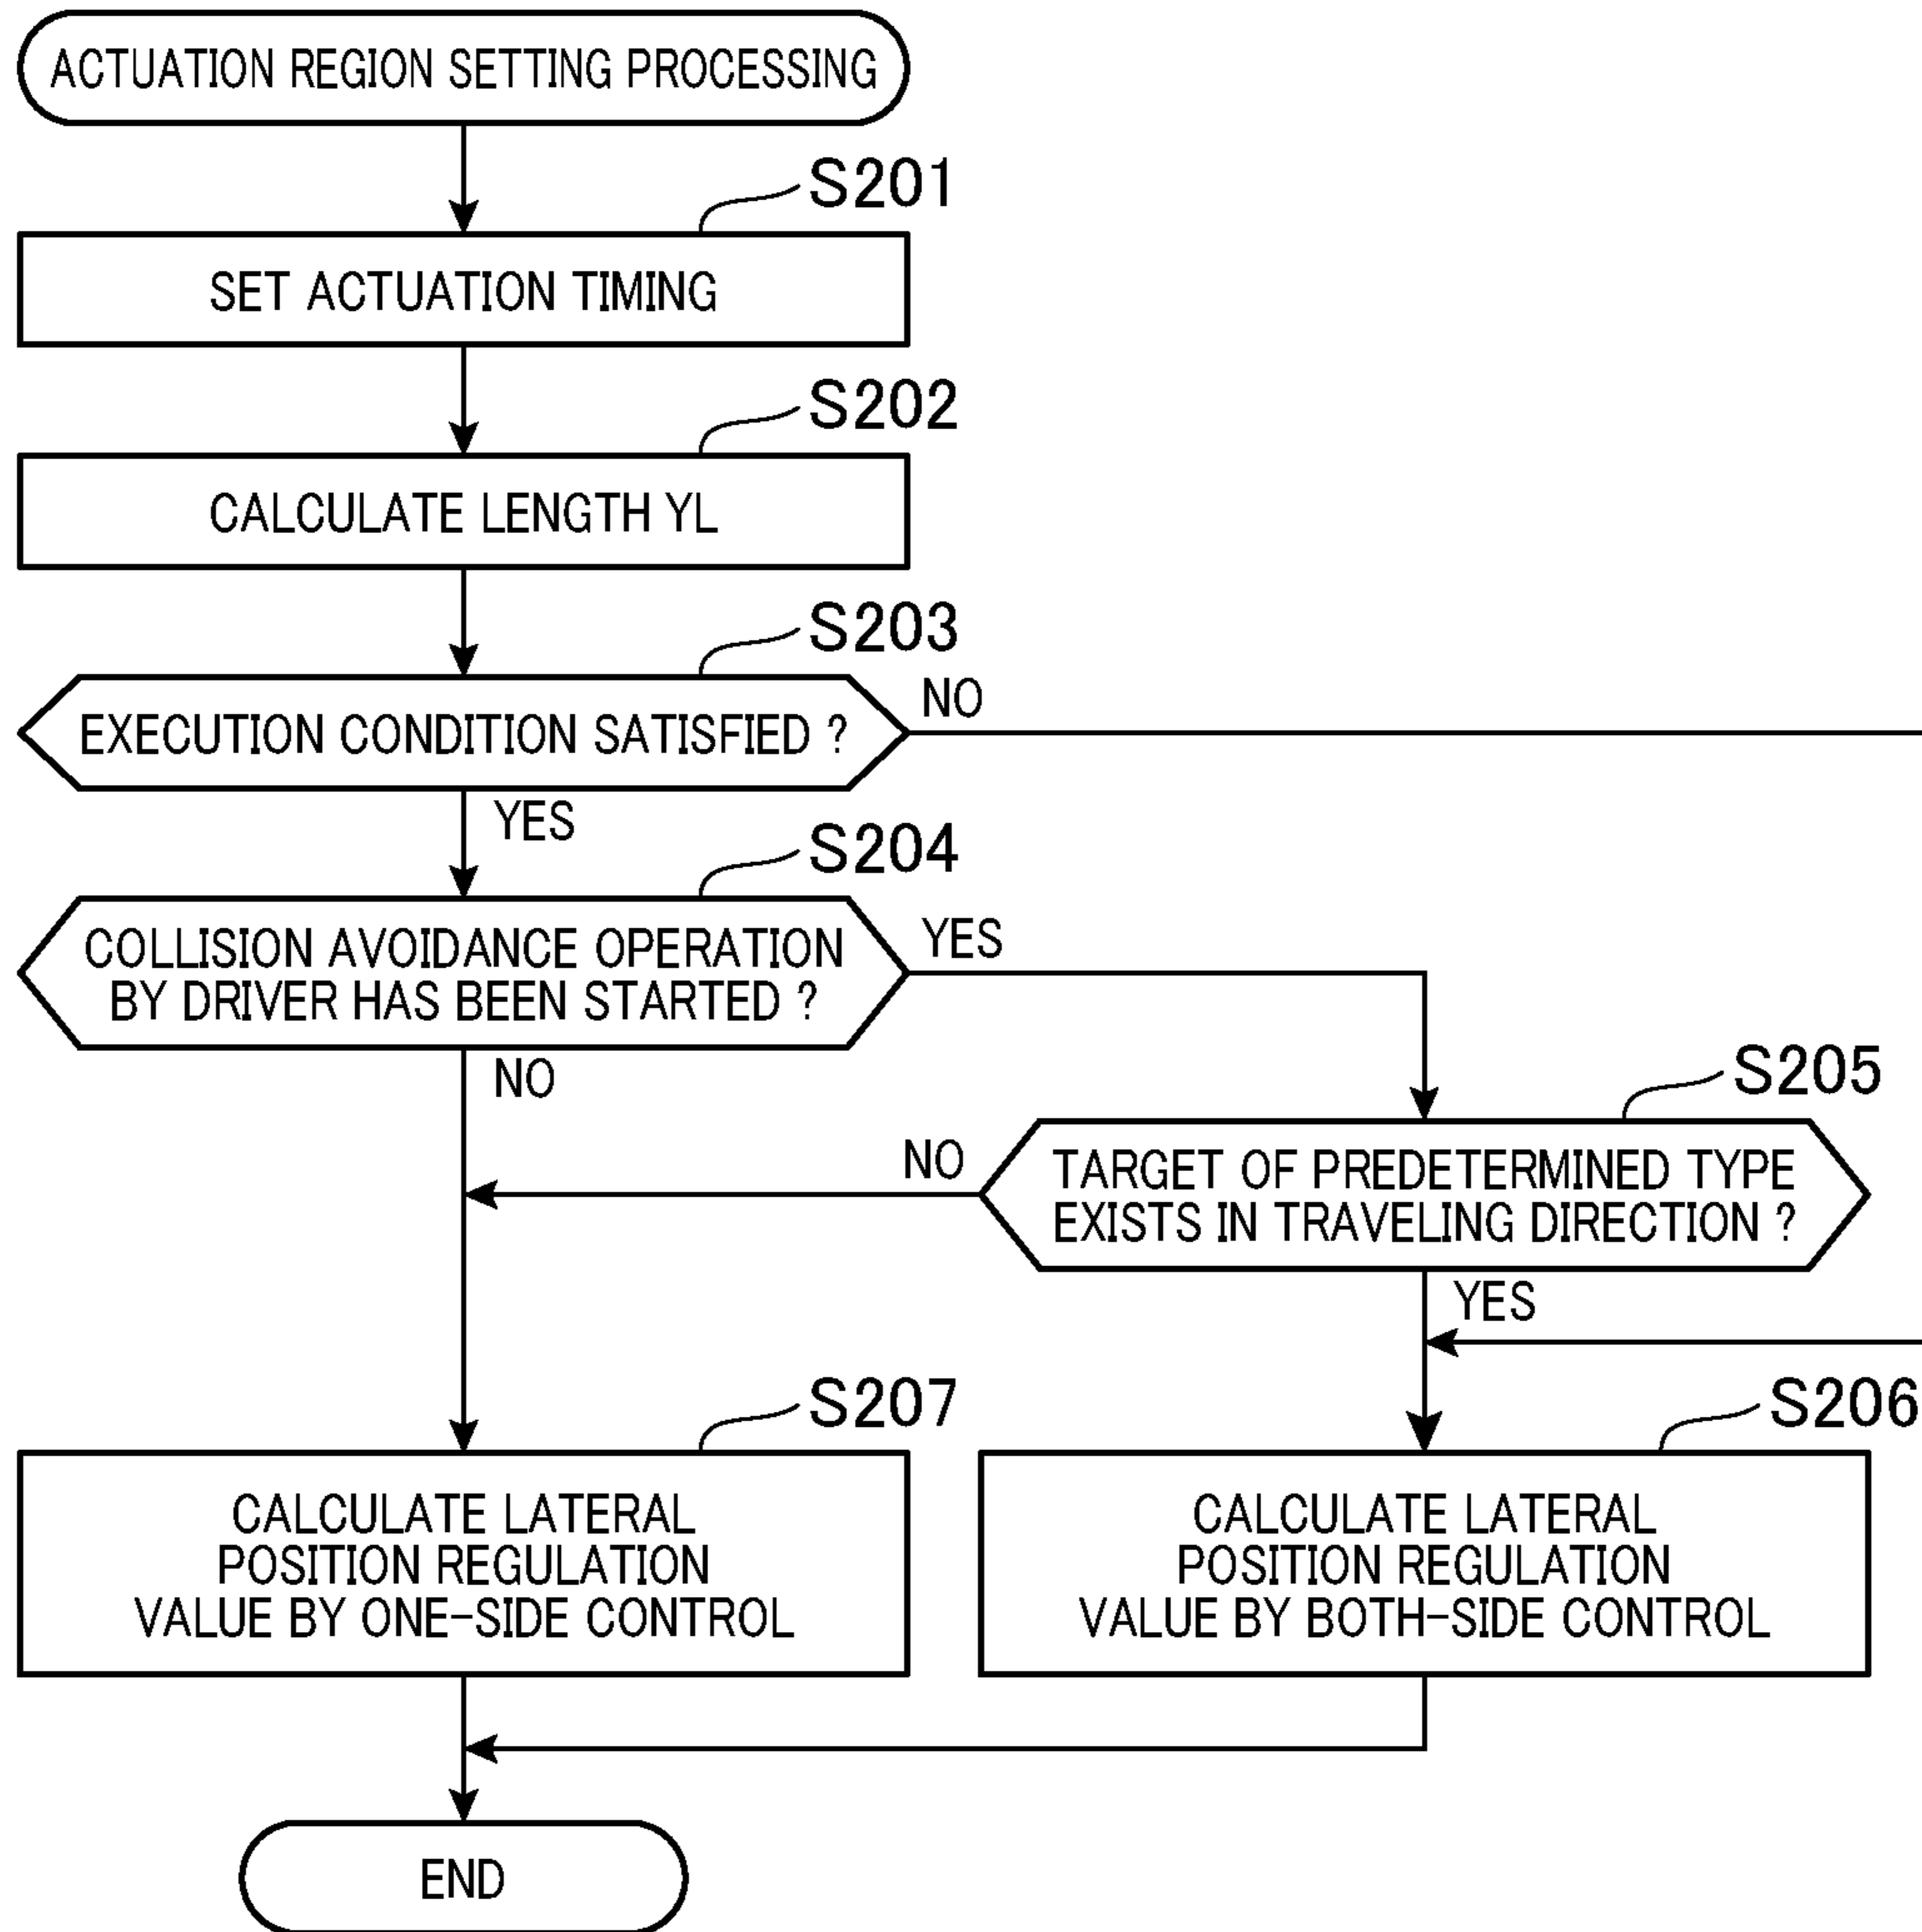 ACTUATION REGION SETTING PROCESSING
S201
SET ACTUATION TIMING
S202
CALCULATE LENGTH YL
S203
EXECUTION CONDITION SATISFIED ?
NO
YES
S204
COLLISION AVOIDANCE OPERATION
BY DRIVER HAS BEEN STARTED ?
YES
NO
S205
TARGET OF PREDETERMINED TYPE
EXISTS IN TRAVELING DIRECTION ?
NO
YES
S207
CALCULATE LATERAL
POSITION REGULATION
VALUE BY ONE-SIDE CONTROL
S206
CALCULATE LATERAL
POSITION REGULATION
VALUE BY BOTH-SIDE CONTROL
END